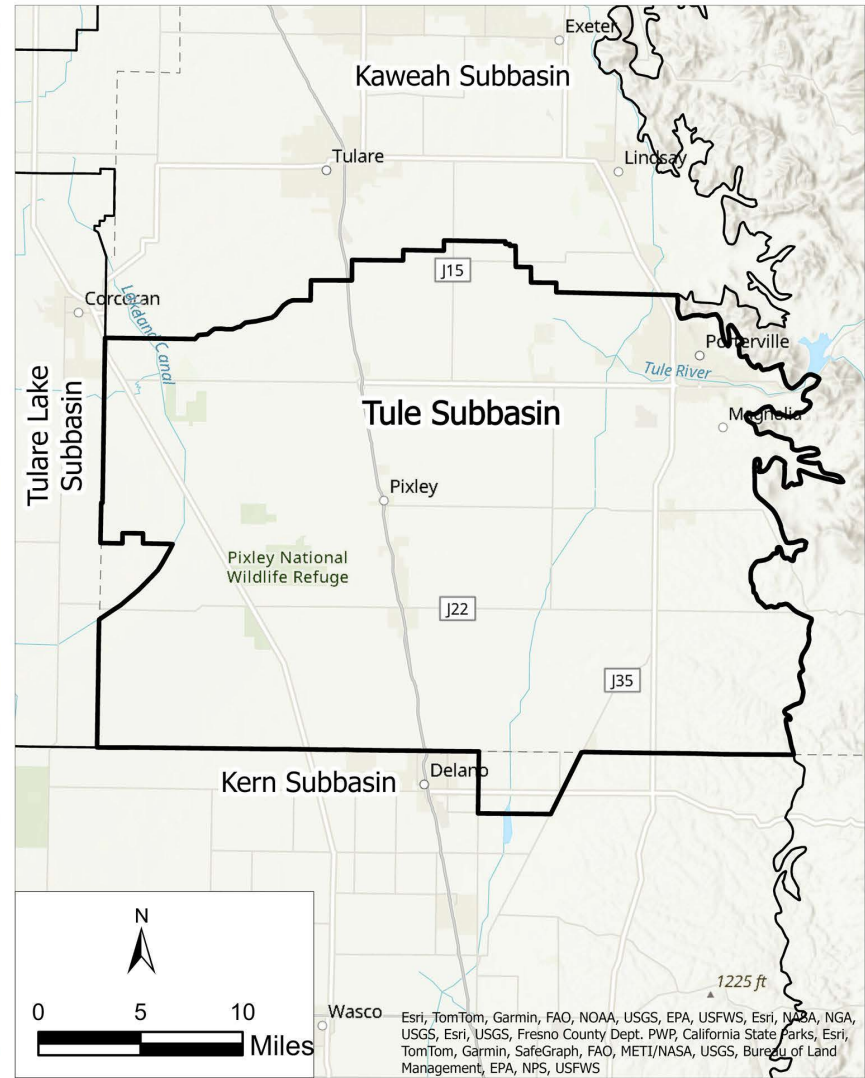 Exeter
Kaweah Subbasin
Tulare
Lindsay
J15
Corcoran
Lakeland Canal
Porterville
Tule River
Tulare Lake
Subbasin
Tule Subbasin
Magnolia
Pixley
Pixley National
Wildlife Refuge
J22
J35
Kern Subbasin
Delano
N
1225 ft
0 5 10
Miles
Wasco
Esri, TomTom, Garmin, FAO, NOAA, USGS, EPA, USFWS, Esri, NASA, NGA,
USGS, Esri, USGS, Fresno County Dept. PWP, California State Parks, Esri,
TomTom, Garmin, SafeGraph, FAO, METI/NASA, USGS, Bureau of Land
Management, EPA, NPS, USFWS